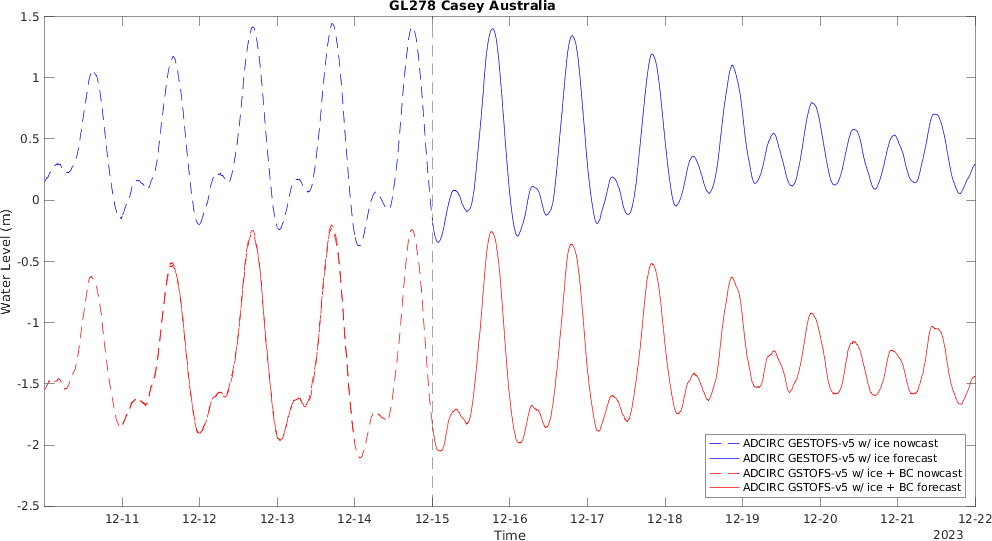 GL278 Casey Australia
1.5
1
0.5
0
-0.5
-1
-1.5
-2
-2.5
Water Level (m)
12-11 12-12 12-13 12-14 12-15 12-16 12-17 12-18 12-19 12-20 12-21 12-22
Time
2023
ADCIRC GESTOFS-v5 w/ ice nowcast
ADCIRC GESTOFS-v5 w/ ice forecast
ADCIRC GSTOFS-v5 w/ ice + BC nowcast
ADCIRC GSTOFS-v5 w/ ice + BC forecast